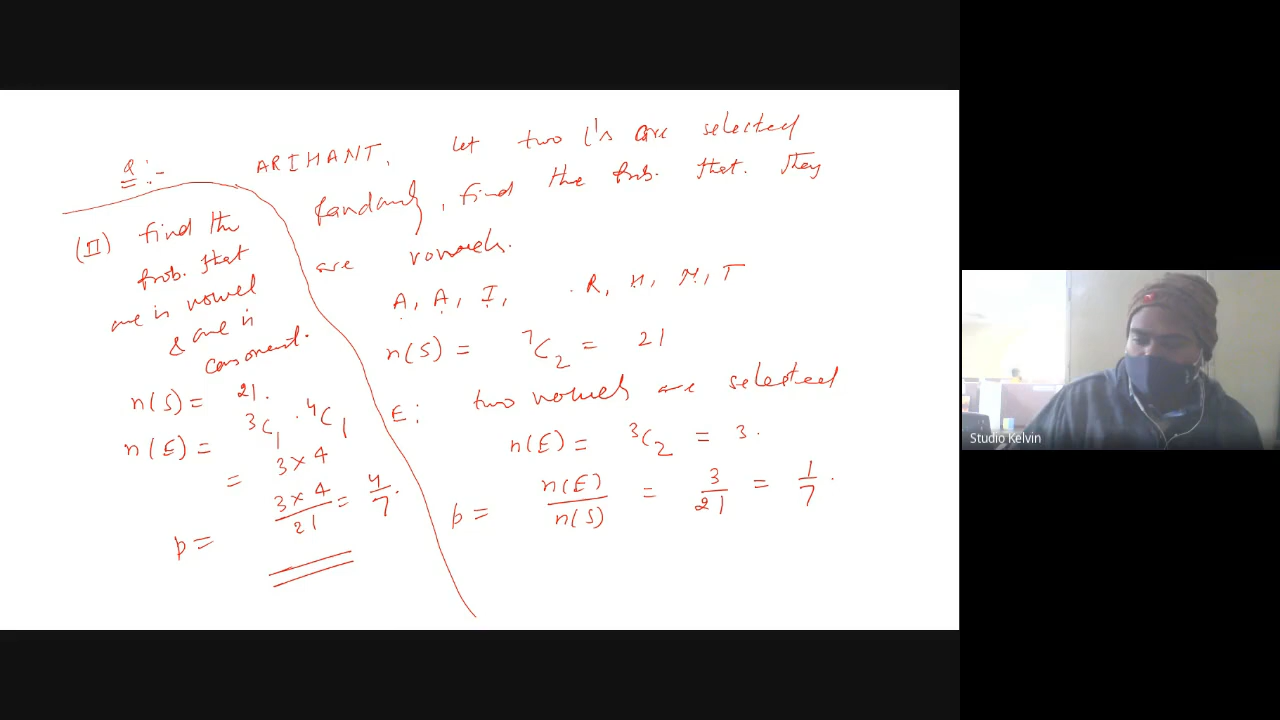 Q:-
ARIHANT, Let two l's are selected
randomly, find the prob. that. they
are vowels.
A, A, I, R, H, N, T
n(S) = ⁷C₂ = 21
E: two vowels are selected
n(E) = ³C₂ = 3.
p = n(E)/n(S) = 3/21 = 1/7.
(II) find the
prob. that
one is vowel
& one is
consonent.
n(S) = 21.
n(E) = ³C₁ · ⁴C₁
= 3 × 4
p = 3 × 4/21 = 4/7.
Studio Kelvin